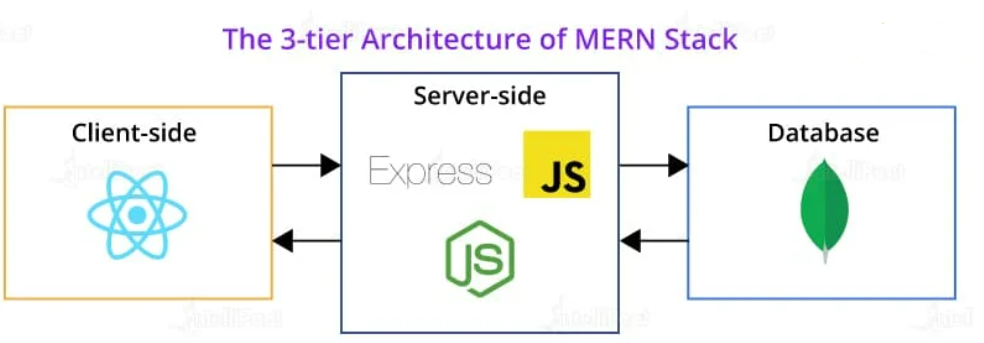 The 3-tier Architecture of MERN Stack
Client-side
Server-side
Express
JS
JS
Database